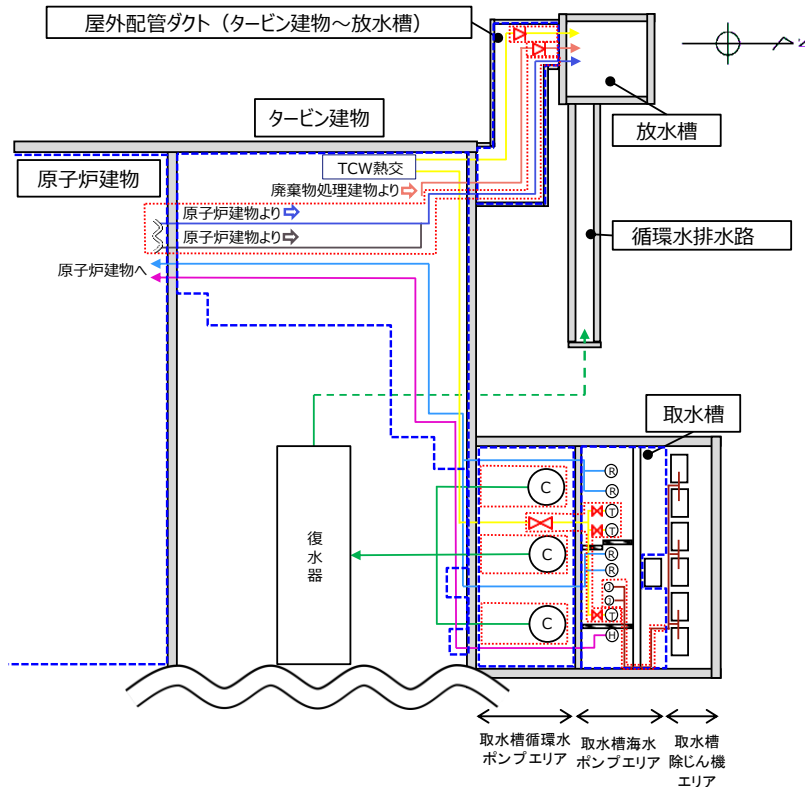 屋外配管ダクト（タービン建物～放水槽）
タービン建物
放水槽
原子炉建物
TCW熱交
廃棄物処理建物より
原子炉建物より
原子炉建物より
循環水排水路
原子炉建物へ
取水槽
復水器
C
C
C
R
R
T
T
R
R
J
J
T
H
取水槽循環水
ポンプエリア
取水槽海水
ポンプエリア
取水槽
除じん機
エリア